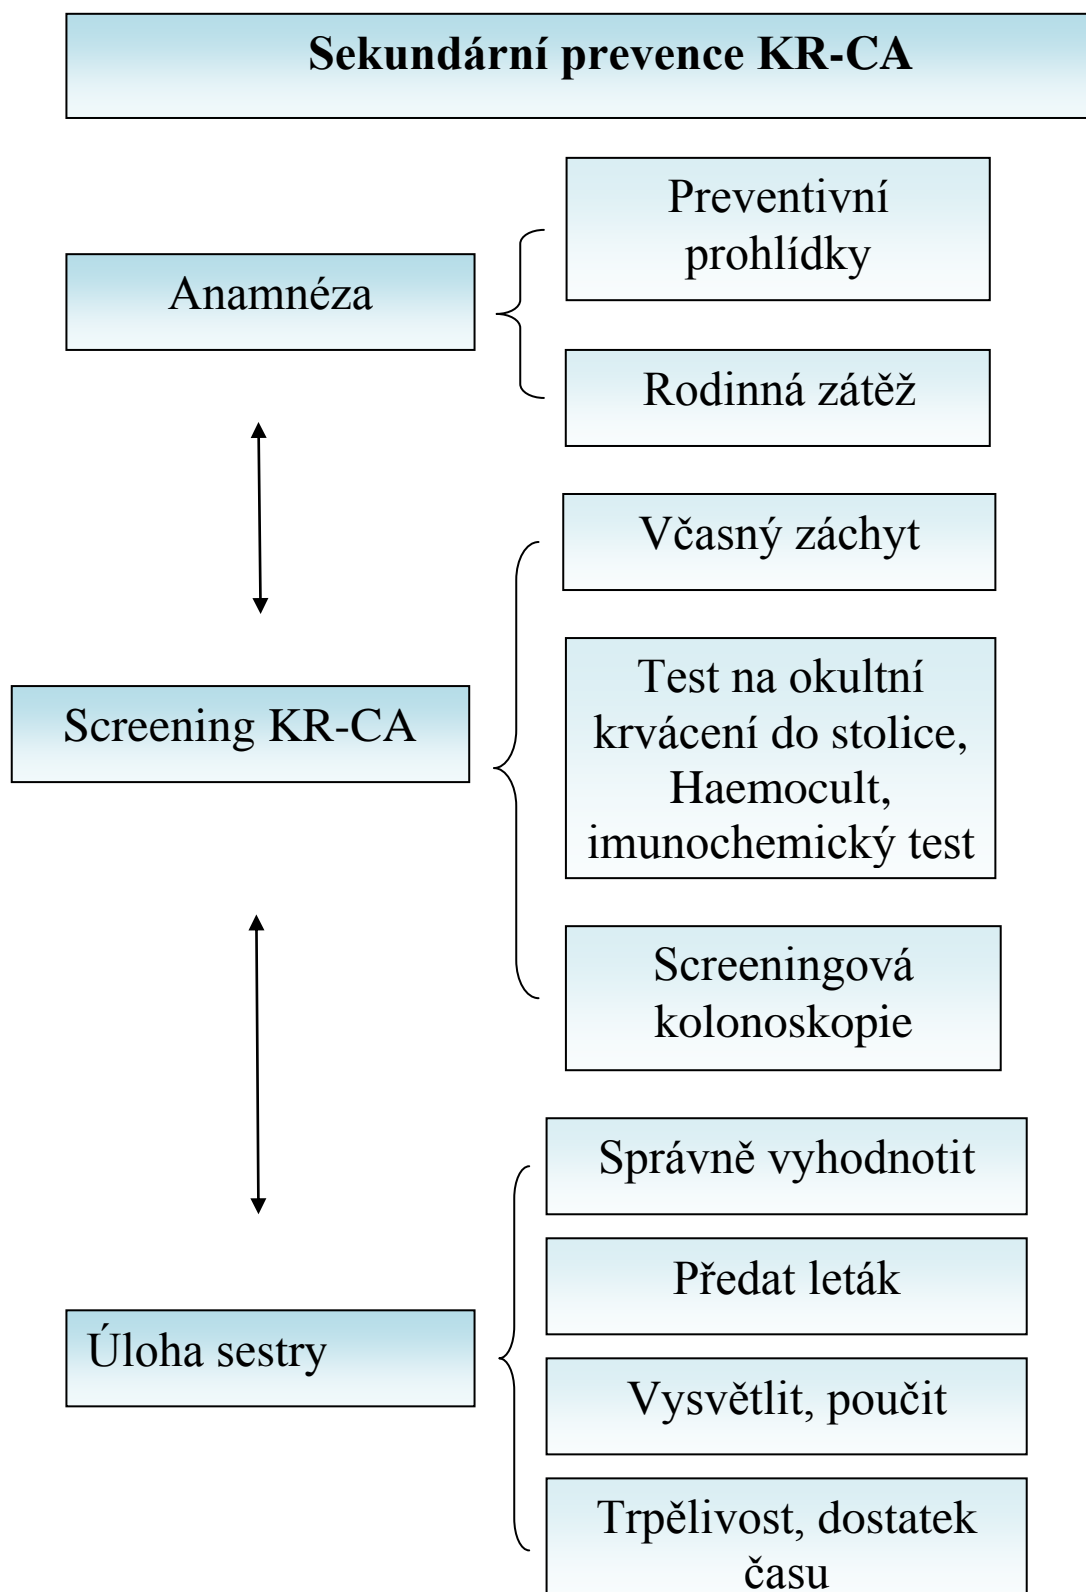 Sekundární prevence KR-CA
Preventivní
prohlídky
Anamnéza
Rodinná zátěž
Včasný záchyt
Test na okultní
krvácení do stolice,
Haemocult,
imunochemický test
Screening KR-CA
Screeningová
kolonoskopie
Správně vyhodnotit
Předat leták
Úloha sestry
Vysvětlit, poučit
Trpělivost, dostatek
času